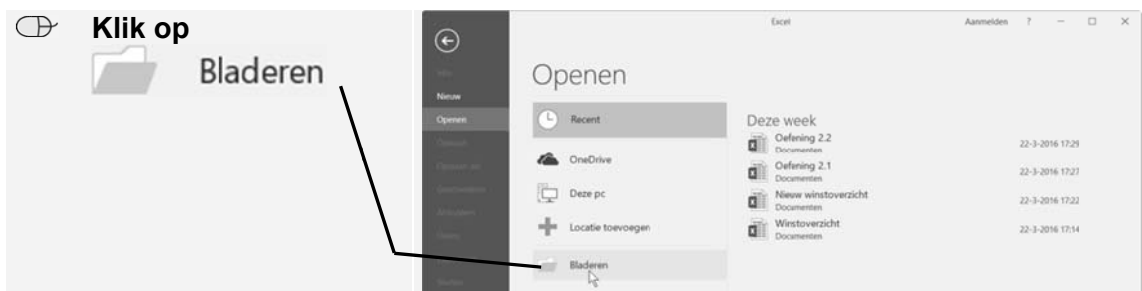 Klik op
Bladeren
Excel
Aanmelden ?
Openen
Nieuw
Openen
Recent
OneDrive
Deze pc
Locatie toevoegen
Bladeren
Deze week
Oefening 2.2
Documenten
22-3-2016 17:29
Oefening 2.1
Documenten
22-3-2016 17:27
Nieuw winstoverzicht
Documenten
22-3-2016 17:22
Winstoverzicht
Documenten
22-3-2016 17:14